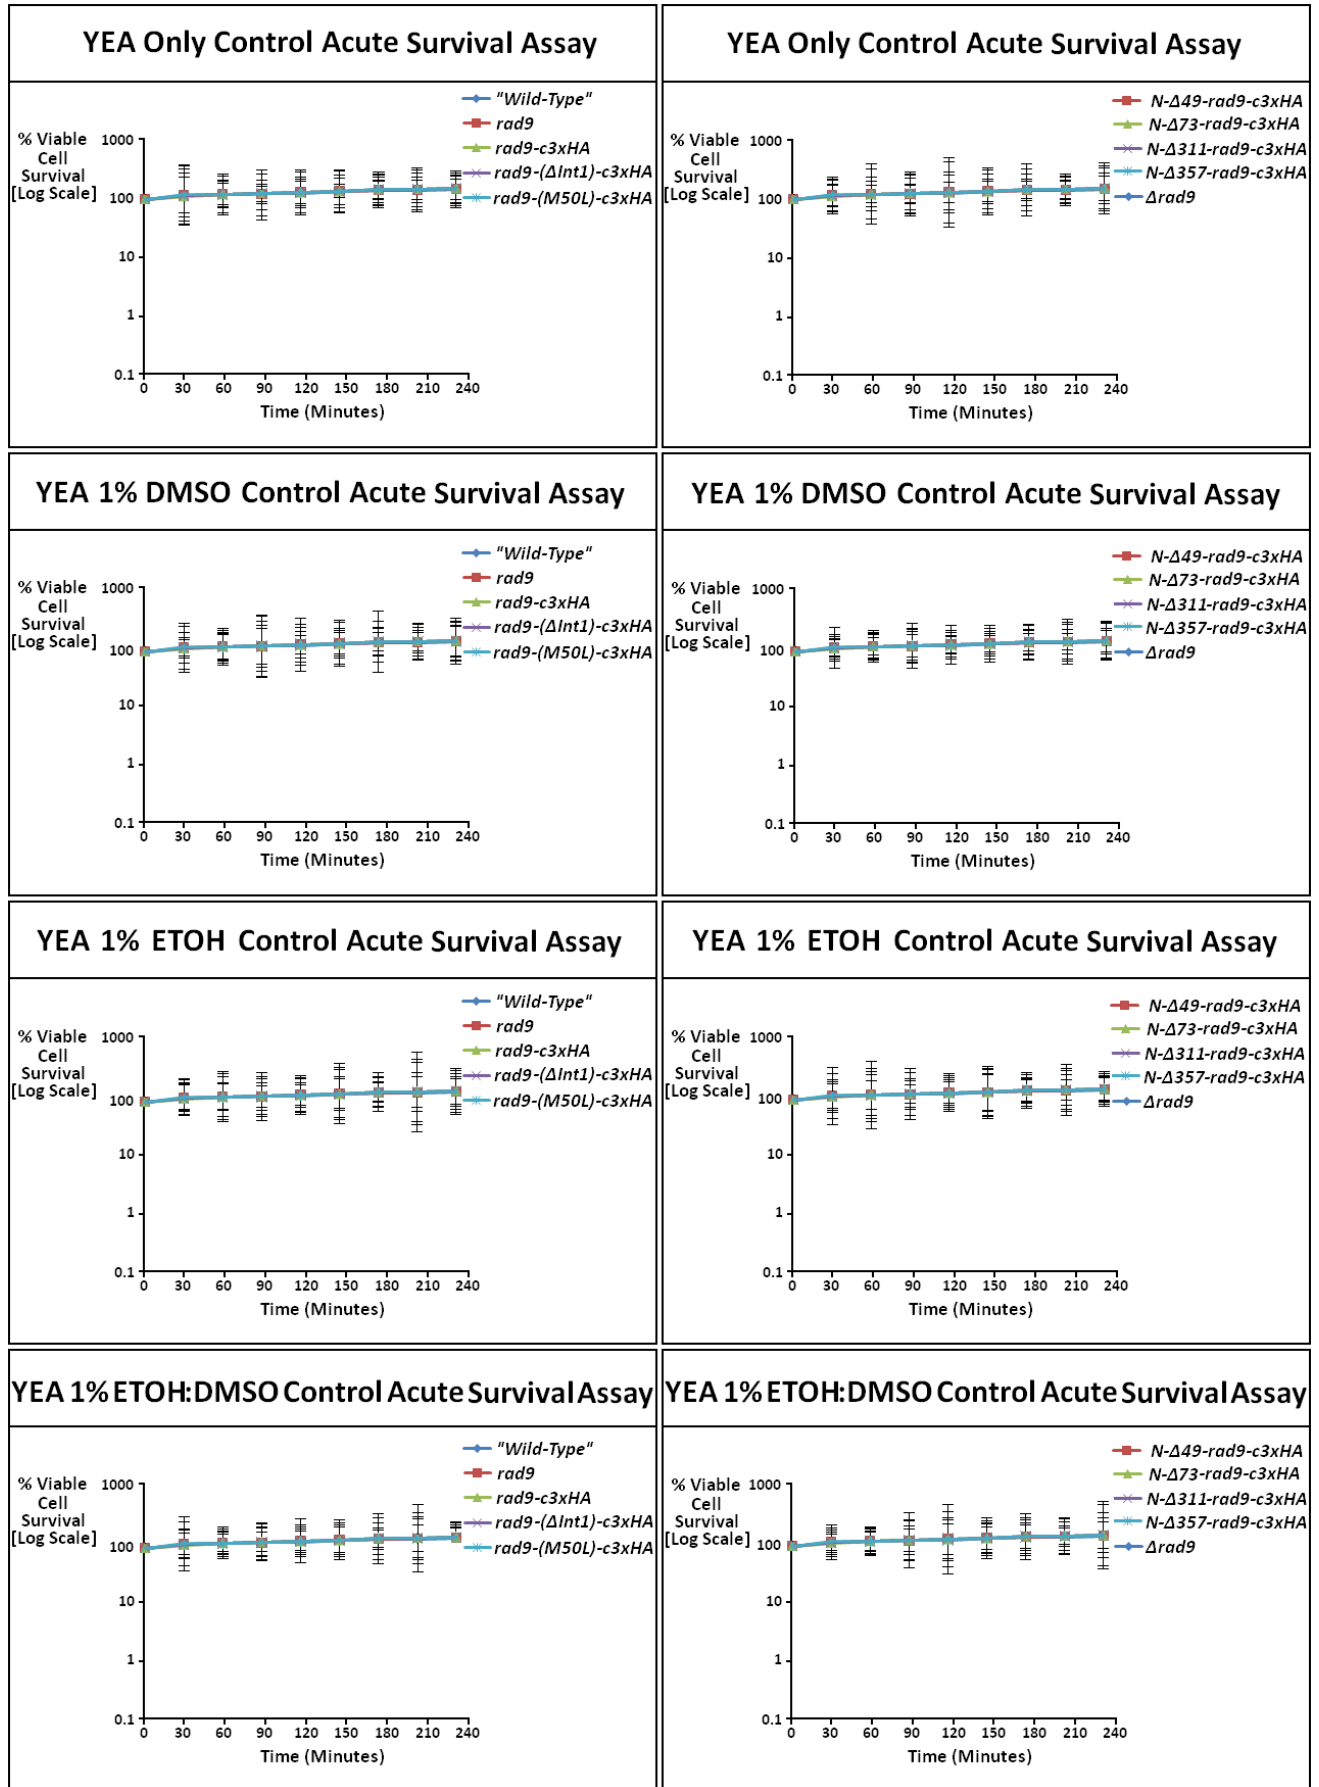 YEA Only Control Acute Survival Assay
% Viable
Cell
Survival
[Log Scale]
1000
100
10
1
0.1
0 30 60 90 120 150 180 210 240
Time (Minutes)
"Wild-Type"
rad9
rad9-c3xHA
rad9-(ΔInt1)-c3xHA
rad9-(M50L)-c3xHA
YEA Only Control Acute Survival Assay
% Viable
Cell
Survival
[Log Scale]
1000
100
10
1
0.1
0 30 60 90 120 150 180 210 240
Time (Minutes)
N-Δ49-rad9-c3xHA
N-Δ73-rad9-c3xHA
N-Δ311-rad9-c3xHA
N-Δ357-rad9-c3xHA
Δrad9
YEA 1% DMSO Control Acute Survival Assay
% Viable
Cell
Survival
[Log Scale]
1000
100
10
1
0.1
0 30 60 90 120 150 180 210 240
Time (Minutes)
"Wild-Type"
rad9
rad9-c3xHA
rad9-(ΔInt1)-c3xHA
rad9-(M50L)-c3xHA
YEA 1% DMSO Control Acute Survival Assay
% Viable
Cell
Survival
[Log Scale]
1000
100
10
1
0.1
0 30 60 90 120 150 180 210 240
Time (Minutes)
N-Δ49-rad9-c3xHA
N-Δ73-rad9-c3xHA
N-Δ311-rad9-c3xHA
N-Δ357-rad9-c3xHA
Δrad9
YEA 1% ETOH Control Acute Survival Assay
% Viable
Cell
Survival
[Log Scale]
1000
100
10
1
0.1
0 30 60 90 120 150 180 210 240
Time (Minutes)
"Wild-Type"
rad9
rad9-c3xHA
rad9-(ΔInt1)-c3xHA
rad9-(M50L)-c3xHA
YEA 1% ETOH Control Acute Survival Assay
% Viable
Cell
Survival
[Log Scale]
1000
100
10
1
0.1
0 30 60 90 120 150 180 210 240
Time (Minutes)
N-Δ49-rad9-c3xHA
N-Δ73-rad9-c3xHA
N-Δ311-rad9-c3xHA
N-Δ357-rad9-c3xHA
Δrad9
YEA 1% ETOH:DMSO Control Acute Survival Assay
% Viable
Cell
Survival
[Log Scale]
1000
100
10
1
0.1
0 30 60 90 120 150 180 210 240
Time (Minutes)
"Wild-Type"
rad9
rad9-c3xHA
rad9-(ΔInt1)-c3xHA
rad9-(M50L)-c3xHA
YEA 1% ETOH:DMSO Control Acute Survival Assay
% Viable
Cell
Survival
[Log Scale]
1000
100
10
1
0.1
0 30 60 90 120 150 180 210 240
Time (Minutes)
N-Δ49-rad9-c3xHA
N-Δ73-rad9-c3xHA
N-Δ311-rad9-c3xHA
N-Δ357-rad9-c3xHA
Δrad9